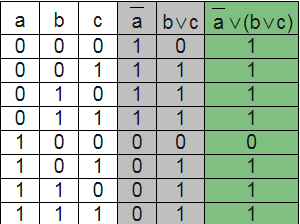 a b c a̅ b∨c a̅ ∨(b∨c)
0 0 0 1 0 1
0 0 1 1 1 1
0 1 0 1 1 1
0 1 1 1 1 1
1 0 0 0 0 0
1 0 1 0 1 1
1 1 0 0 1 1
1 1 1 0 1 1